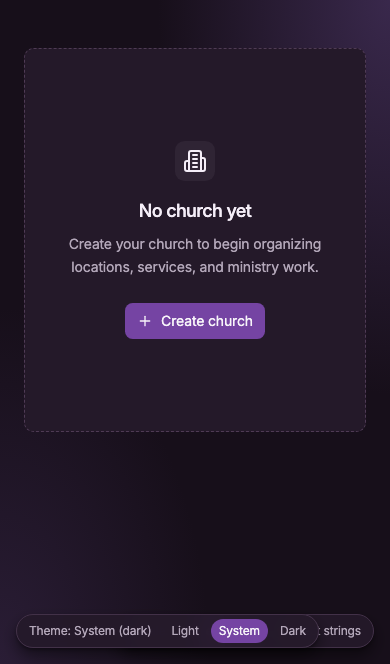 No church yet
Create your church to begin organizing
locations, services, and ministry work.
Create church
Theme: System (dark) Light System Dark strings